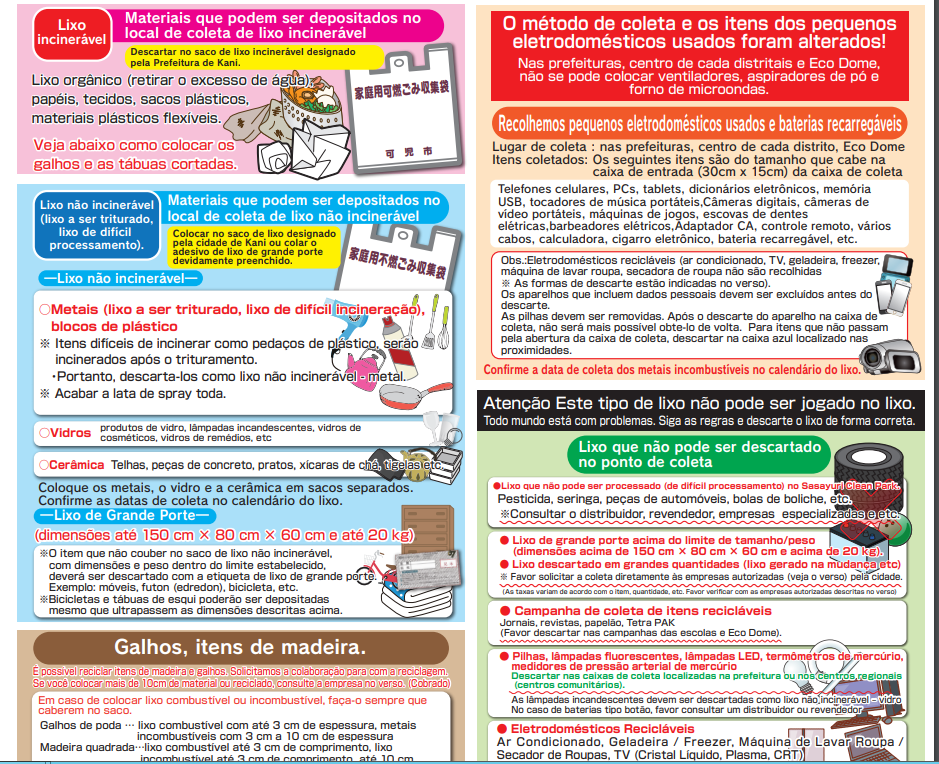 Lixo
incinerável
Materiais que podem ser depositados no
local de coleta de lixo incinerável
Descartar no saco de lixo incinerável designado
pela Prefeitura de Kani.
Lixo orgânico (retirar o excesso de água),
papéis, tecidos, sacos plásticos,
materiais plásticos flexíveis.
Veja abaixo como colocar os
galhos e as tábuas cortadas.
家庭用可燃ごみ収集袋
可児市
Lixo não incinerável
(lixo a ser triturado,
lixo de difícil
processamento).
Materiais que podem ser depositados no
local de coleta de lixo não incinerável
Colocar no saco de lixo designado
pela cidade de Kani ou colar o
adesivo de lixo de grande porte
devidamente preenchido.
家庭用不燃ごみ収集袋
—Lixo não incinerável—
○Metais (lixo a ser triturado, lixo de difícil incineração),
blocos de plástico
※ Itens difíceis de incinerar como pedaços de plástico, serão
incinerados após o trituramento.
・Portanto, descarta-los como lixo não incinerável - metal.
※ Acabar a lata de spray toda.
○Vidros produtos de vidro, lâmpadas incandescentes, vidros de
cosméticos, vidros de remédios, etc
○Cerâmica Telhas, peças de concreto, pratos, xícaras de chá, tigelas etc.
Coloque os metais, o vidro e a cerâmica em sacos separados.
Confirme as datas de coleta no calendário do lixo.
—Lixo de Grande Porte—
(dimensões até 150 cm × 80 cm × 60 cm e até 20 kg)
※O item que não couber no saco de lixo não incinerável,
com dimensões e peso dentro do limite estabelecido,
deverá ser descartado com a etiqueta de lixo de grande porte.
Exemplo: móveis, futon (edredon), bicicleta, etc.
※Bicicletas e tábuas de esqui poderão ser depositadas
mesmo que ultrapassem as dimensões descritas acima.
Galhos, itens de madeira.
É possível reciclar itens de madeira e galhos. Solicitamos a colaboração para com a reciclagem.
Se você colocar mais de 10cm de material ou reciclado, consulte a empresa no verso. (Cobrado)
Em caso de colocar lixo combustível ou incombustível, faça-o sempre que
caberem no saco.
Galhos de poda … lixo combustível com até 3 cm de espessura, metais
incombustíveis com 3 cm a 10 cm de espessura
Madeira quadrada…lixo combustível até 3 cm de comprimento, lixo
incombustível até 3 cm de comprimento, até 10 cm
O método de coleta e os itens dos pequenos
eletrodomésticos usados foram alterados!
Nas prefeituras, centro de cada distritais e Eco Dome,
não se pode colocar ventiladores, aspiradores de pó e
forno de microondas.
Recolhemos pequenos eletrodomésticos usados e baterias recarregáveis
Lugar de coleta : nas prefeituras, centro de cada distrito, Eco Dome
Itens coletados: Os seguintes itens são do tamanho que cabe na
caixa de entrada (30cm x 15cm) da caixa de coleta
Telefones celulares, PCs, tablets, dicionários eletrônicos, memória
USB, tocadores de música portáteis,Câmeras digitais, câmeras de
vídeo portáteis, máquinas de jogos, escovas de dentes
elétricas,barbeadores elétricos,Adaptador CA, controle remoto, vários
cabos, calculadora, cigarro eletrônico, bateria recarregável, etc.
Obs.:Eletrodomésticos recicláveis (ar condicionado, TV, geladeira, freezer,
máquina de lavar roupa, secadora de roupa não são recolhidas
※ As formas de descarte estão indicadas no verso).
Os aparelhos que incluem dados pessoais devem ser excluídos antes do
descarte.
As pilhas devem ser removidas. Após o descarte do aparelho na caixa de
coleta, não será mais possível obte-lo de volta. Para itens que não passam
pela abertura da caixa de coleta, descartar na caixa azul localizado nas
proximidades.
Confirme a data de coleta dos metais incombustíveis no calendário do lixo.
Atenção Este tipo de lixo não pode ser jogado no lixo.
Todo mundo está com problemas. Siga as regras e descarte o lixo de forma correta.
Lixo que não pode ser descartado
no ponto de coleta
●Lixo que não pode ser processado (de difícil processamento) no Sasayuri Clean Park.
Pesticida, seringa, peças de automóveis, bolas de boliche, etc.
※Consultar o distribuidor, revendedor, empresas especializadas e etc.
● Lixo de grande porte acima do limite de tamanho/peso
(dimensões acima de 150 cm × 80 cm × 60 cm e acima de 20 kg).
● Lixo descartado em grandes quantidades (lixo gerado na mudança etc)
※ Favor solicitar a coleta diretamente às empresas autorizadas (veja o verso) pela cidade.
(As taxas variam de acordo com o item, quantidade, etc. Favor verificar com as empresas autorizadas descritas no verso)
● Campanha de coleta de itens recicláveis
Jornais, revistas, papelão, Tetra PAK
(Favor descartar nas campanhas das escolas e Eco Dome).
● Pilhas, lâmpadas fluorescentes, lâmpadas LED, termômetros de mercúrio,
medidores de pressão arterial de mercúrio
Descartar nas caixas de coleta localizadas na prefeitura ou nos centros regionais
(centros comunitários).
As lâmpadas incandescentes devem ser descartadas como lixo não incinerável - vidro
No caso de baterias tipo botão, favor consultar um distribuidor ou revendedor
● Eletrodomésticos Recicláveis
Ar Condicionado, Geladeira / Freezer, Máquina de Lavar Roupa /
Secador de Roupas, TV (Cristal Líquido, Plasma, CRT)